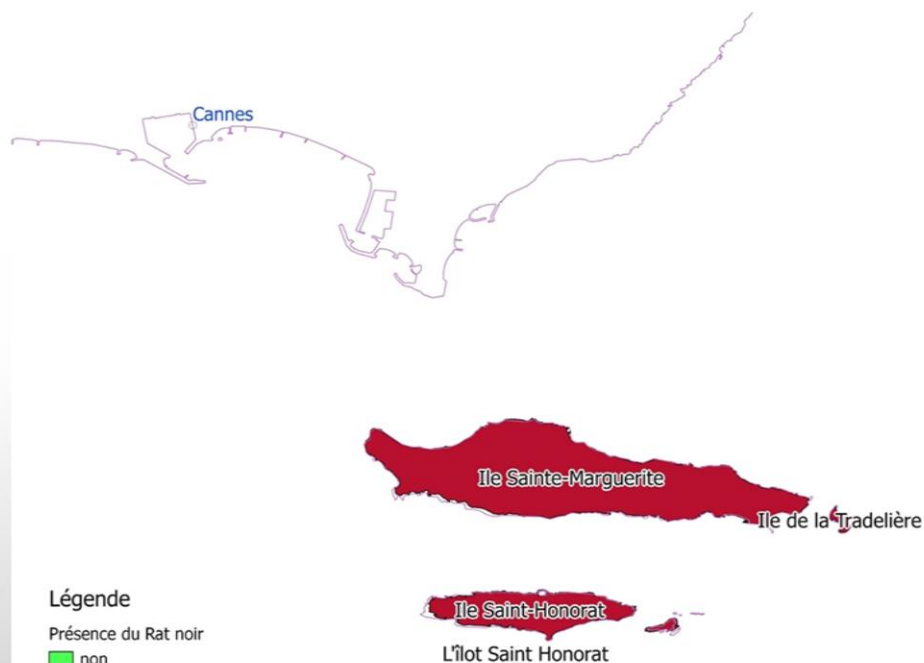 Cannes
Ile Sainte-Marguerite
Ile de la Tradelière
Ile Saint-Honorat
L'îlot Saint Honorat
Légende
Présence du Rat noir
non